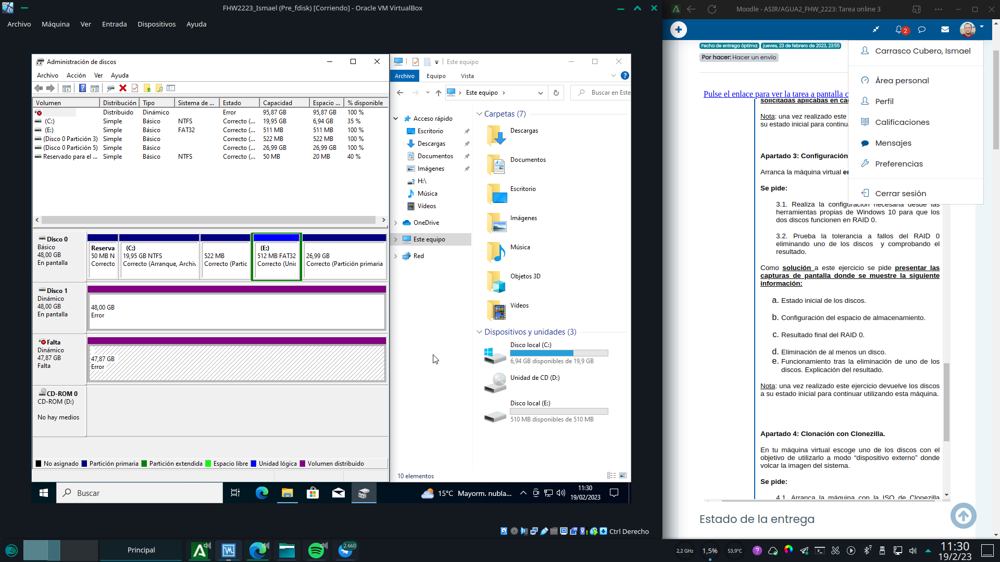 FHW2223_Ismael (Pre_fdisk) [Corriendo] - Oracle VM VirtualBox
Archivo Máquina Ver Entrada Dispositivos Ayuda
Administración de discos
Archivo Acción Ver Ayuda
Volumen Distribución Tipo Sistema de ... Estado Capacidad Espacio ... % disponible
Distribuido Dinámico Error 95,87 GB 95,87 GB 100 %
(C:) Simple Básico NTFS Correcto (... 19,95 GB 6,94 GB 35 %
(E:) Simple Básico FAT32 Correcto (... 511 MB 511 MB 100 %
(Disco 0 Partición 3) Simple Básico Correcto (... 522 MB 522 MB 100 %
(Disco 0 Partición 5) Simple Básico Correcto (... 26,99 GB 26,99 GB 100 %
Reservado para el ... Simple Básico NTFS Correcto (... 50 MB 20 MB 40 %
Disco 0
Básico
48,00 GB
En pantalla
Reserva
50 MB N
Correcto
(C:)
19,95 GB NTFS
Correcto (Arranque, Archiv
522 MB
Correcto (Partic
(E:)
512 MB FAT32
Correcto (Unic
26,99 GB
Correcto (Partición primaria
Disco 1
Dinámico
48,00 GB
En pantalla
48,00 GB
Error
Falta
Dinámico
47,87 GB
Falta
47,87 GB
Error
CD-ROM 0
CD-ROM (D:)
No hay medios
No asignado Partición primaria Partición extendida Espacio libre Unidad lógica Volumen distribuido
Este equipo
Archivo Equipo Vista
Este equipo
Buscar en Este
Acceso rápido
Escritorio
Descargas
Documentos
Imágenes
H:\
Música
Vídeos
OneDrive
Este equipo
Red
Carpetas (7)
Descargas
Documentos
Escritorio
Imágenes
Música
Objetos 3D
Vídeos
Dispositivos y unidades (3)
Disco local (C:)
6,94 GB disponibles de 19,9 GB
Unidad de CD (D:)
Disco local (E:)
510 MB disponibles de 510 MB
10 elementos
Buscar
15°C Mayorm. nubla...
11:30
19/02/2023
Ctrl Derecho
Moodle - ASIR/AGUA2_FHW_2223: Tarea online 3
2
Fecha de entrega óptima: jueves, 23 de febrero de 2023, 23:55
Por hacer: Hacer un envío
Carrasco Cubero, Ismael
Área personal
Perfil
Calificaciones
Mensajes
Preferencias
Cerrar sesión
Pulse el enlace para ver la tarea a pantalla c
solicitadas aplicadas en ca
Nota: una vez realizado este
su estado inicial para continua
Apartado 3: Configuración
Arranca la máquina virtual en
Se pide:
3.1. Realiza la configuración necesaria desde las
herramientas propias de Windows 10 para que los
dos discos funcionen en RAID 0.
3.2. Prueba la tolerancia a fallos del RAID 0
eliminando uno de los discos y comprobando el
resultado.
Como solución a este ejercicio se pide presentar las
capturas de pantalla donde se muestre la siguiente
información:
a. Estado inicial de los discos.
b. Configuración del espacio de almacenamiento.
c. Resultado final del RAID 0.
d. Eliminación de al menos un disco.
e. Funcionamiento tras la eliminación de uno de los
discos. Explicación del resultado.
Nota: una vez realizado este ejercicio devuelve los discos
a su estado inicial para continuar utilizando esta máquina.
Apartado 4: Clonación con Clonezilla.
En tu máquina virtual escoge uno de los discos con el
objetivo de utilizarlo a modo “dispositivo externo” donde
volcar la imagen del sistema.
Se pide:
4.1. Arranca la máquina con la ISO de Clonezilla
Estado de la entrega
Principal
2.660
2,2 GHz
1,5%
53,9°C
11:30
19/2/23